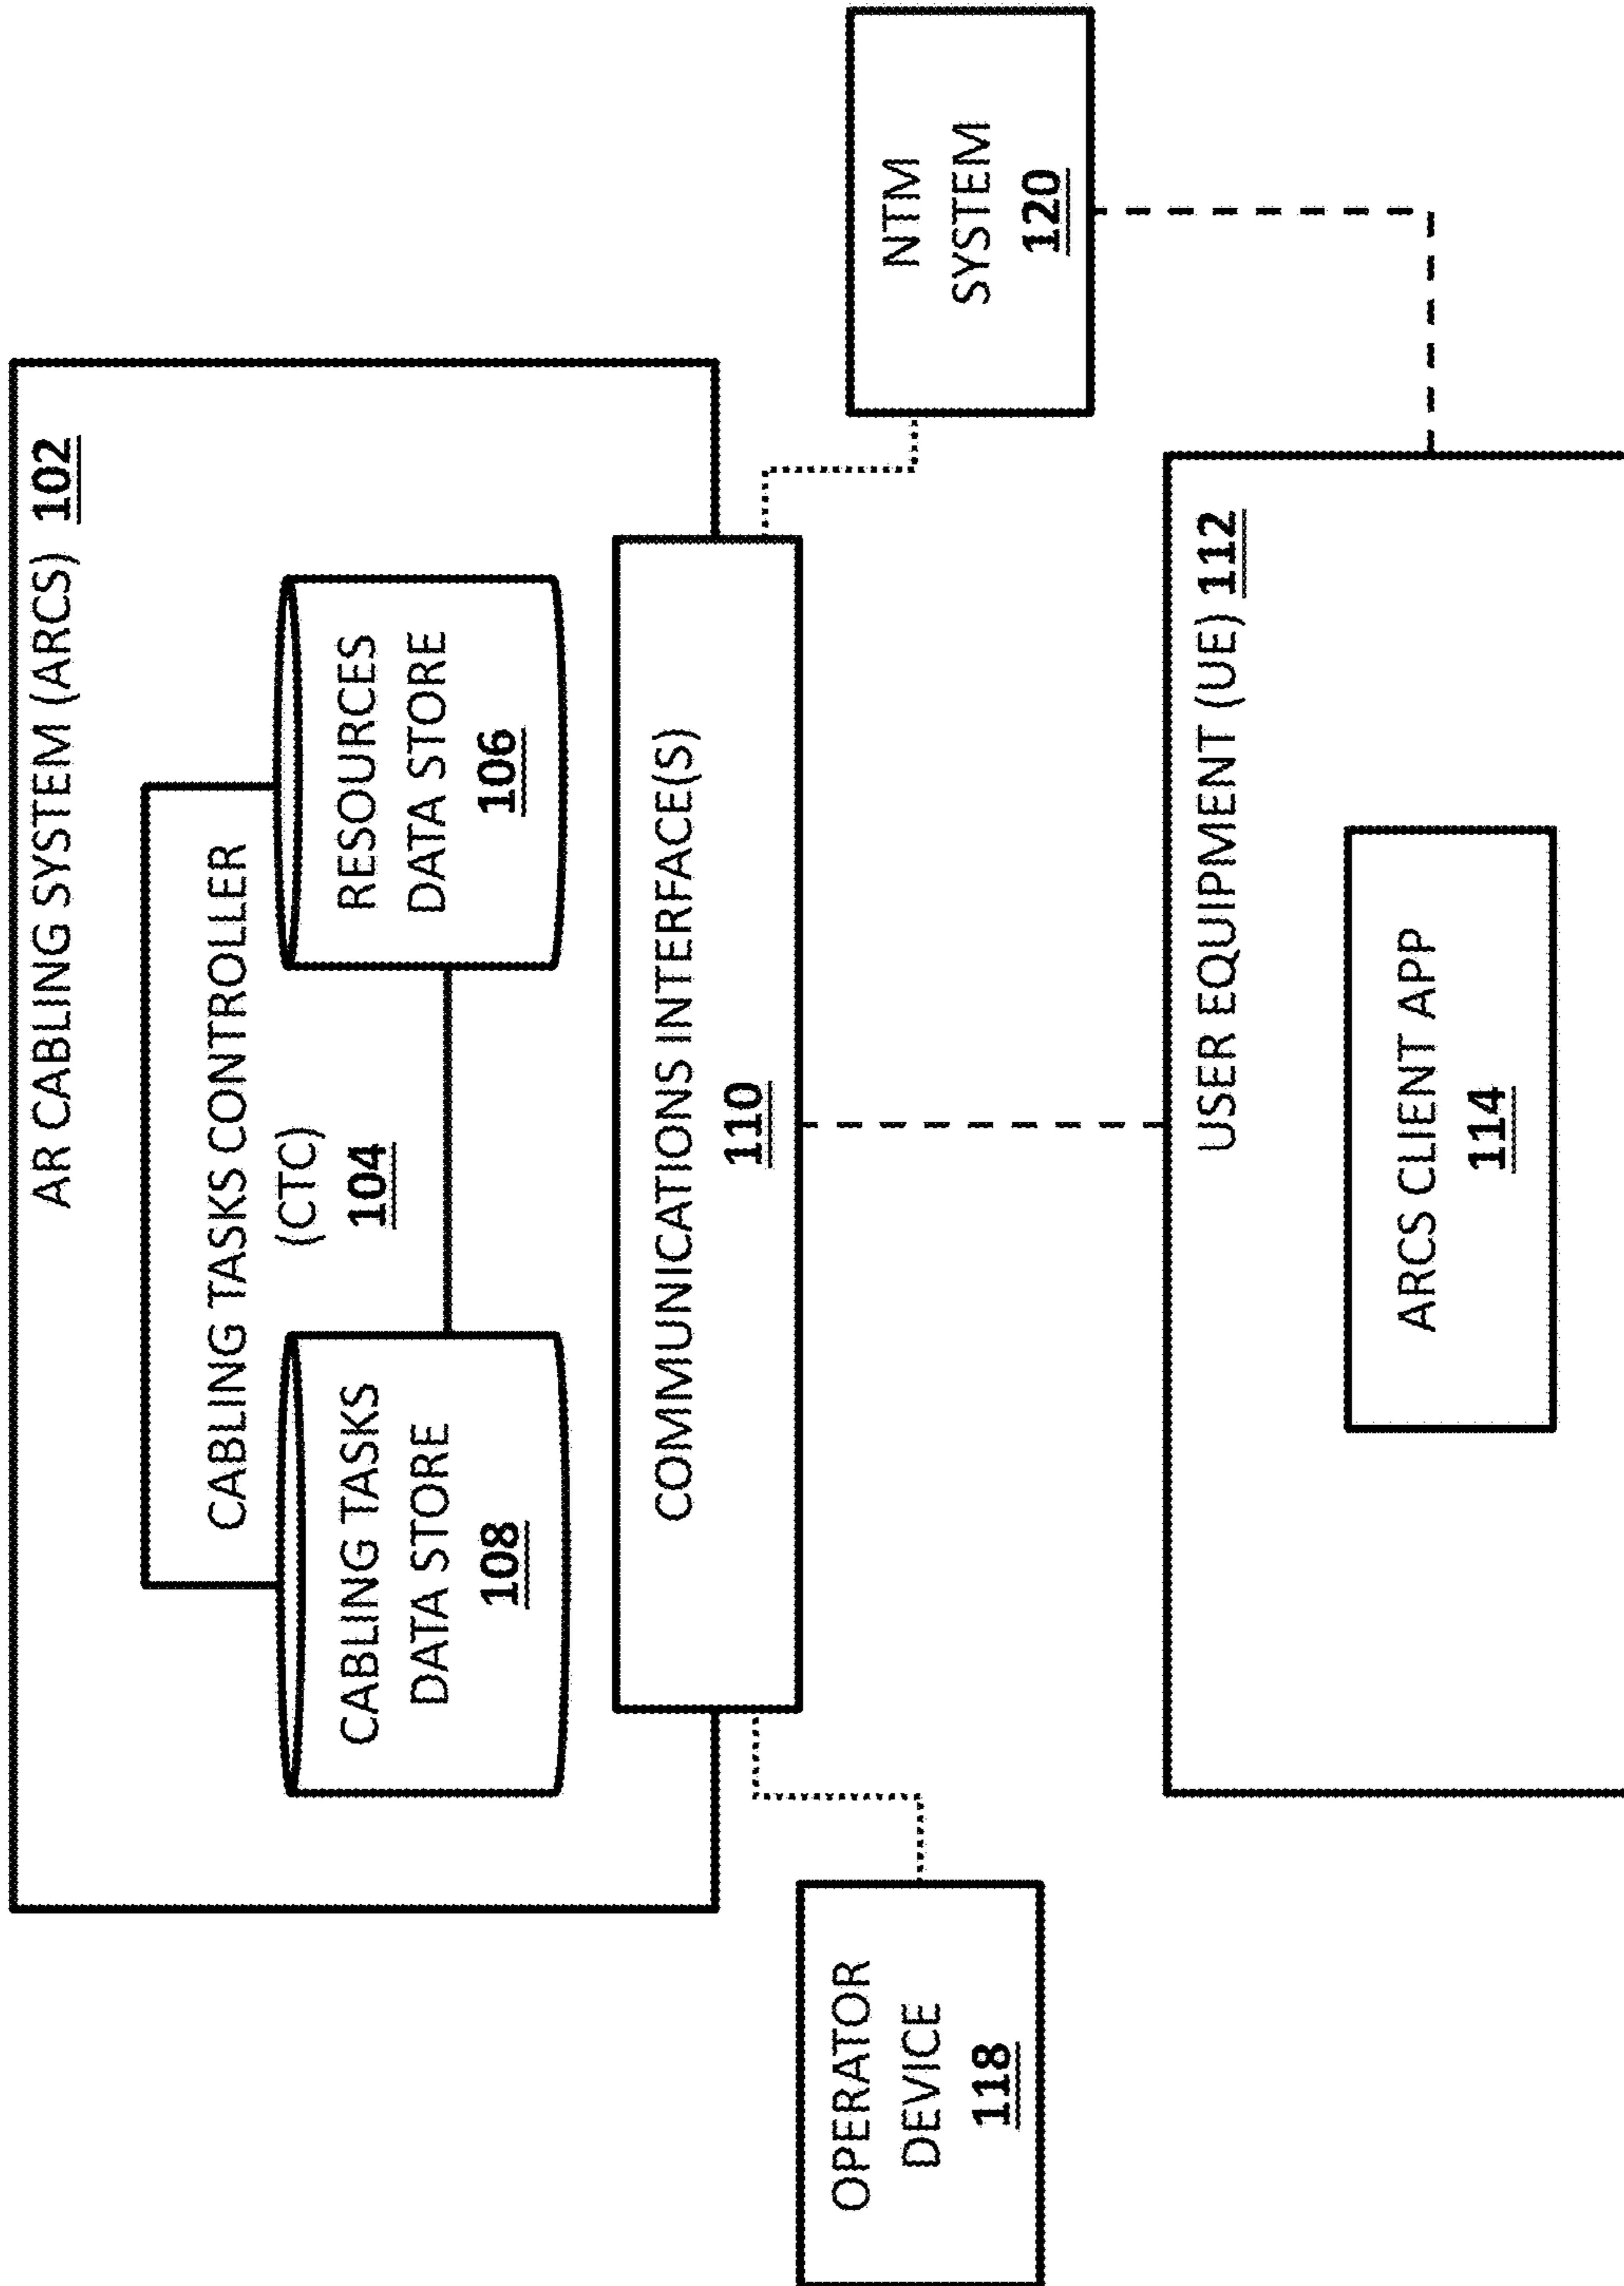 AR CABLING SYSTEM (ARCS) 102
CABLING TASKS CONTROLLER
(CTC)
104
CABLING TASKS
DATA STORE
108
RESOURCES
DATA STORE
106
COMMUNICATIONS INTERFACE(S)
110
OPERATOR
DEVICE
118
NTM
SYSTEM
120
USER EQUIPMENT (UE) 112
ARCS CLIENT APP
114